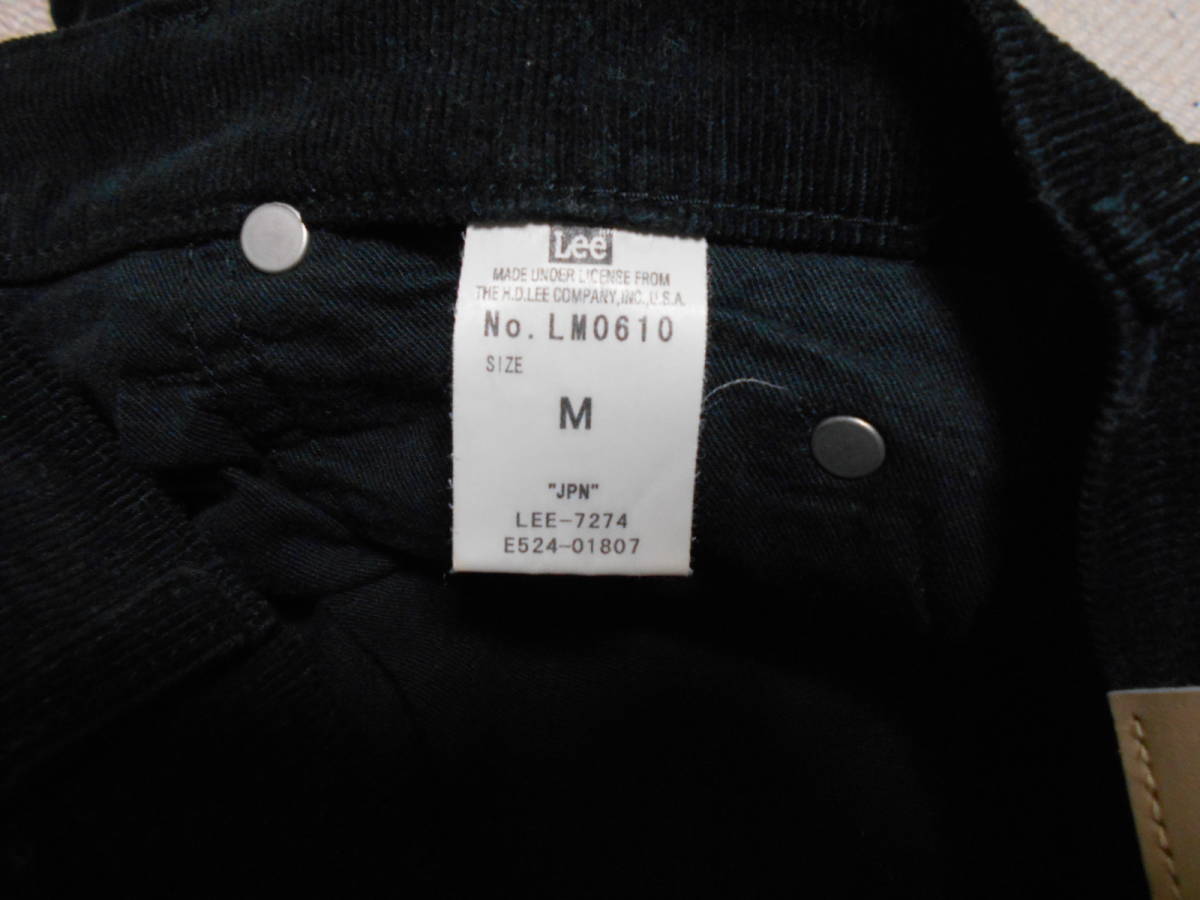 Lee
MADE UNDER LICENSE FROM
THE H.D.LEE COMPANY,INC.,U.S.A.
No. LM0610
SIZE
M
"JPN"
LEE-7274
E524-01807